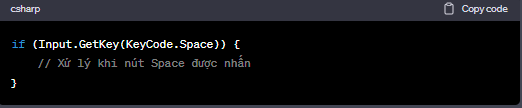 csharp
Copy code
if (Input.GetKey(KeyCode.Space)) {
    // Xử lý khi nút Space được nhấn
}